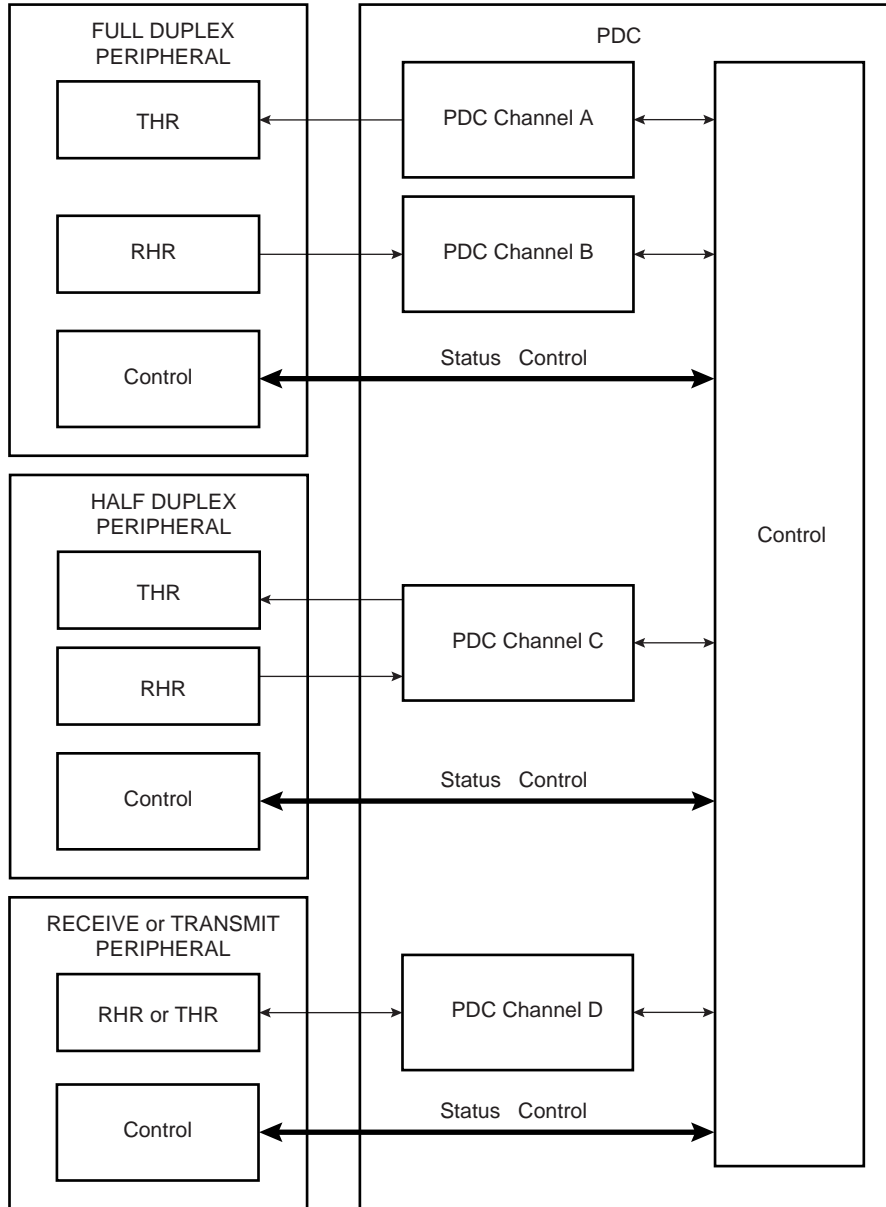 FULL DUPLEX
PERIPHERAL
PDC
THR
PDC Channel A
RHR
PDC Channel B
Control
Status Control
HALF DUPLEX
PERIPHERAL
Control
THR
PDC Channel C
RHR
Control
Status Control
RECEIVE or TRANSMIT
PERIPHERAL
RHR or THR
PDC Channel D
Control
Status Control